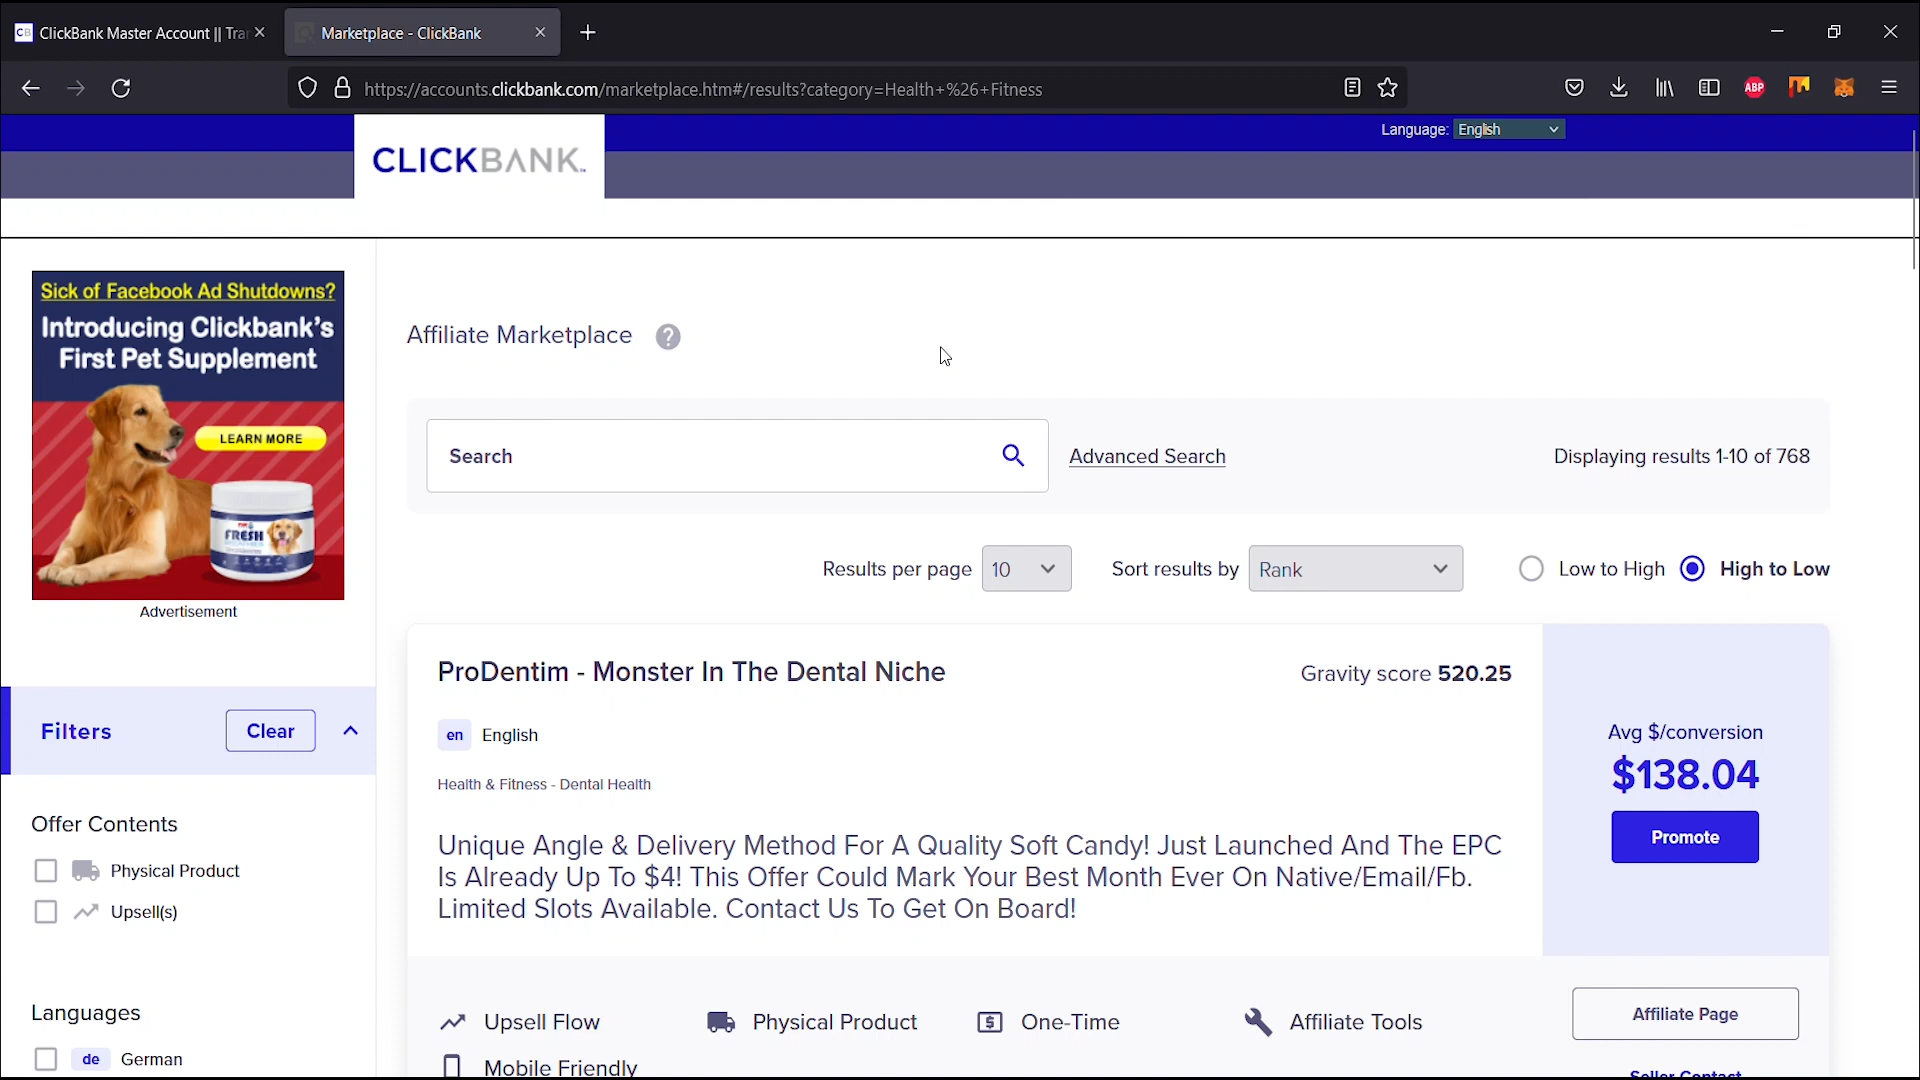 ClickBank Master Account || Trar
Marketplace - ClickBank
https://accounts.clickbank.com/marketplace.htm#/results?category=Health+%26+Fitness
ABP
Language: English
CLICKBANK
Sick of Facebook Ad Shutdowns?
Introducing Clickbank's
First Pet Supplement
LEARN MORE
FRESH
Advertisement
Affiliate Marketplace ?
Search
Advanced Search
Displaying results 1-10 of 768
Results per page 10 Sort results by Rank Low to High High to Low
Filters Clear
Offer Contents
Physical Product
Upsell(s)
Languages
de German
ProDentim - Monster In The Dental Niche
Gravity score 520.25
en English
Health & Fitness - Dental Health
Unique Angle & Delivery Method For A Quality Soft Candy! Just Launched And The EPC
Is Already Up To $4! This Offer Could Mark Your Best Month Ever On Native/Email/Fb.
Limited Slots Available. Contact Us To Get On Board!
Avg $/conversion
$138.04
Promote
Upsell Flow Physical Product One-Time Affiliate Tools
Mobile Friendly
Affiliate Page
Seller Contact